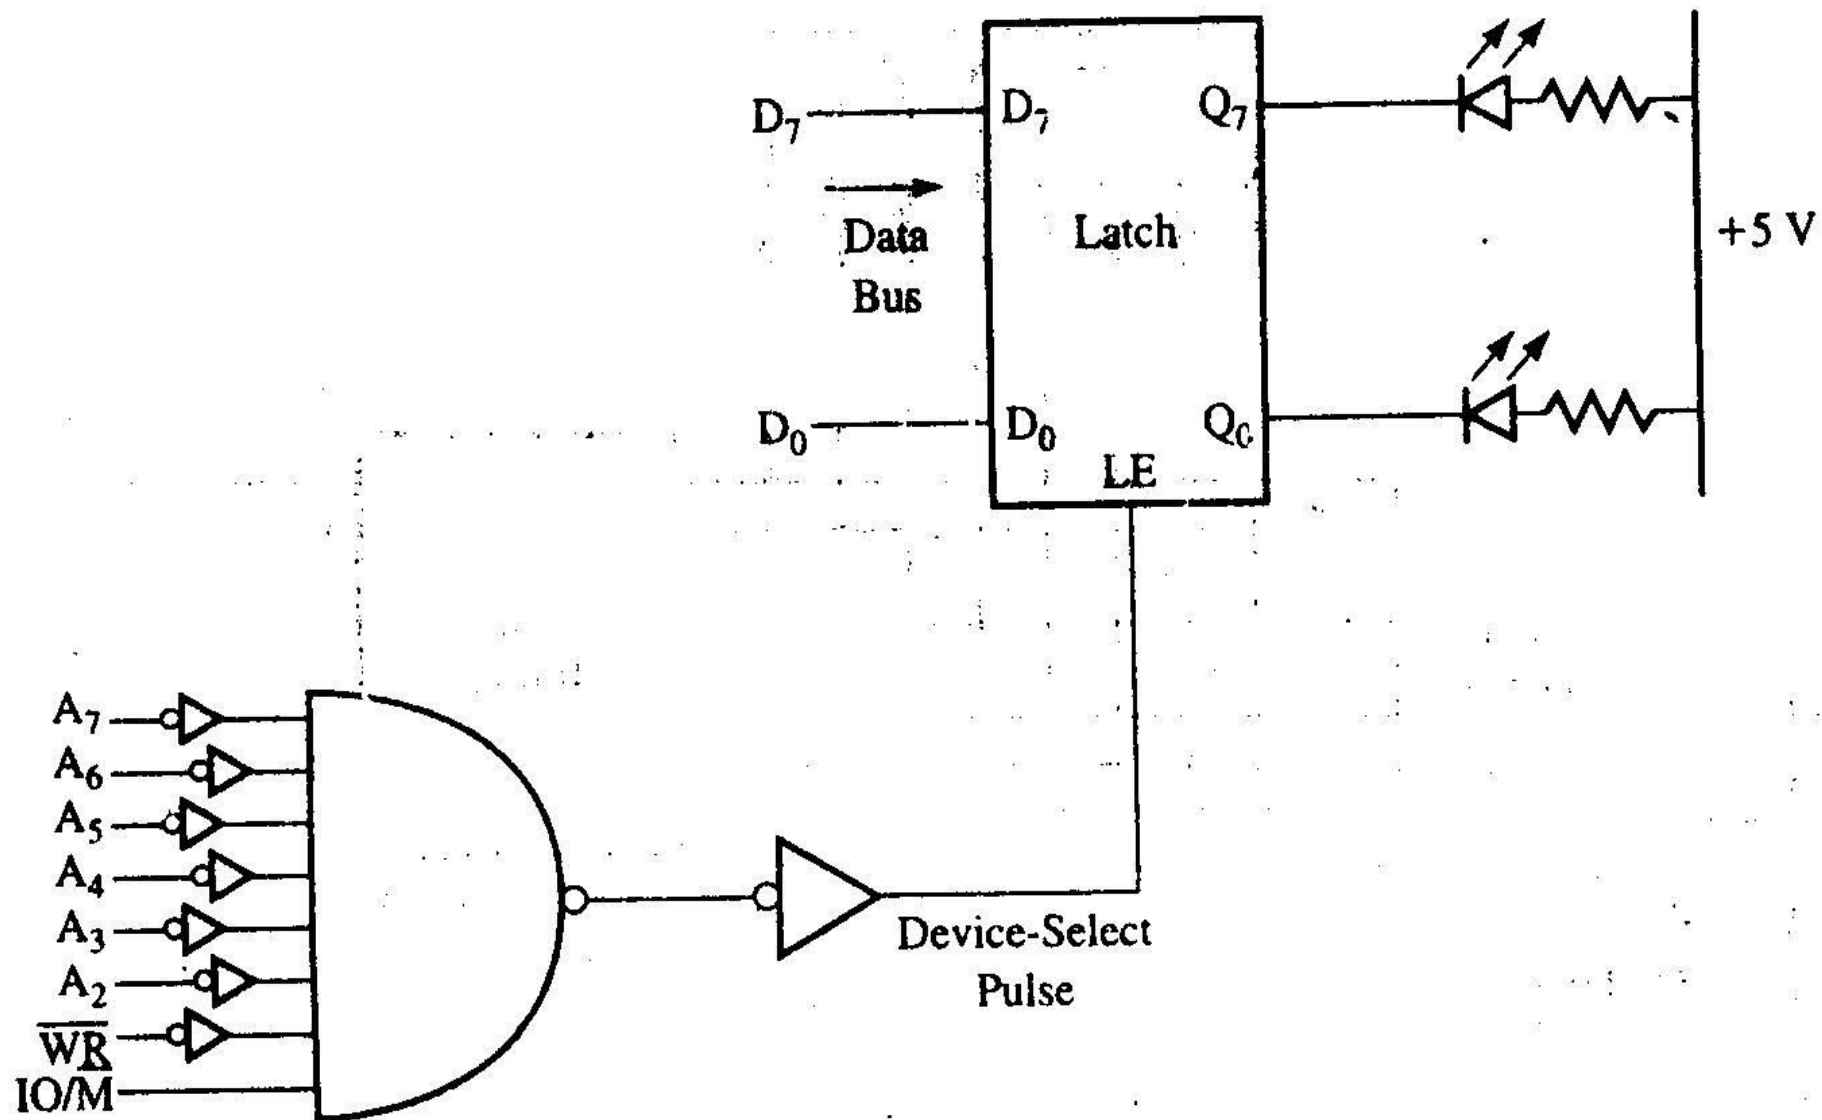 D₇
D₇
Q₇
Data
Bus
Latch
+5 V
D₀
D₀
Q₀
LE
A₇
A₆
A₅
A₄
A₃
A₂
W̅R̅
IO/M̅
Device-Select
Pulse